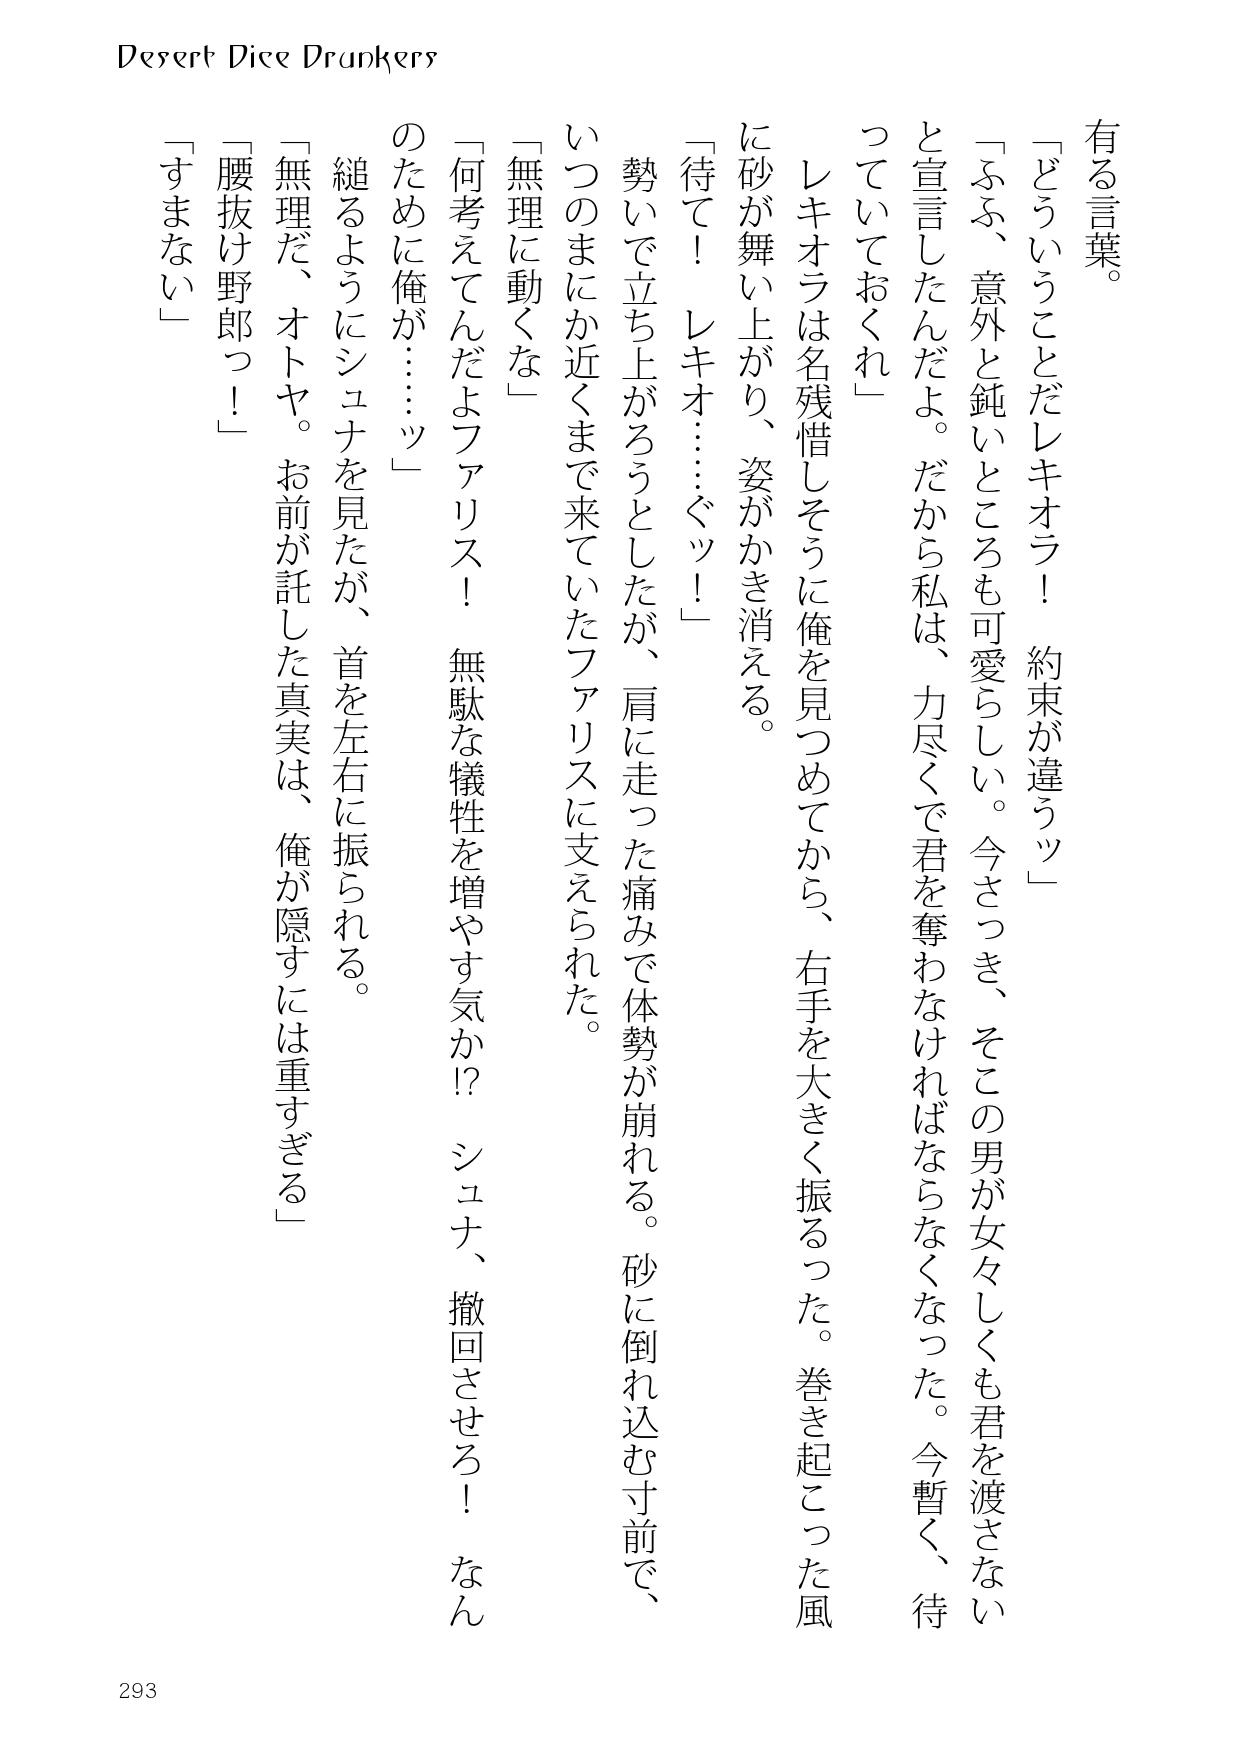 Desert Dice Drunkers
有る言葉。
「どういうことだレキオラ！　約束が違うッ」
「ふふ、意外と鈍いところも可愛らしい。今さっき、そこの男が女々しくも君を渡さない
と宣言したんだよ。だから私は、力尽くで君を奪わなければならなくなった。今暫く、待
っていておくれ」
　レキオラは名残惜しそうに俺を見つめてから、右手を大きく振るった。巻き起こった風
に砂が舞い上がり、姿がかき消える。
「待て！　レキオ……ぐッ！」
　勢いで立ち上がろうとしたが、肩に走った痛みで体勢が崩れる。砂に倒れ込む寸前で、
いつのまにか近くまで来ていたファリスに支えられた。
「無理に動くな」
「何考えてんだよファリス！　無駄な犠牲を増やす気か!?　シュナ、撤回させろ！　なん
のために俺が……ッ」
　縋るようにシュナを見たが、首を左右に振られる。
「無理だ、オトヤ。お前が託した真実は、俺が隠すには重すぎる」
「腰抜け野郎っ！」
「すまない」
293